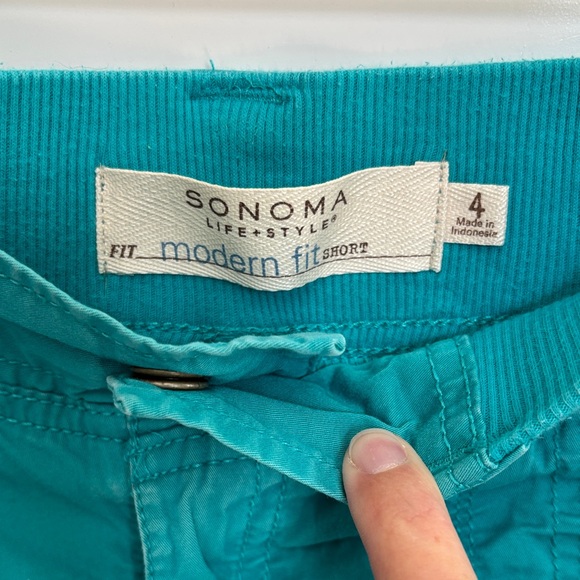 SONOMA
LIFE+STYLE®
FIT modern fit SHORT
4
Made in
Indonesia